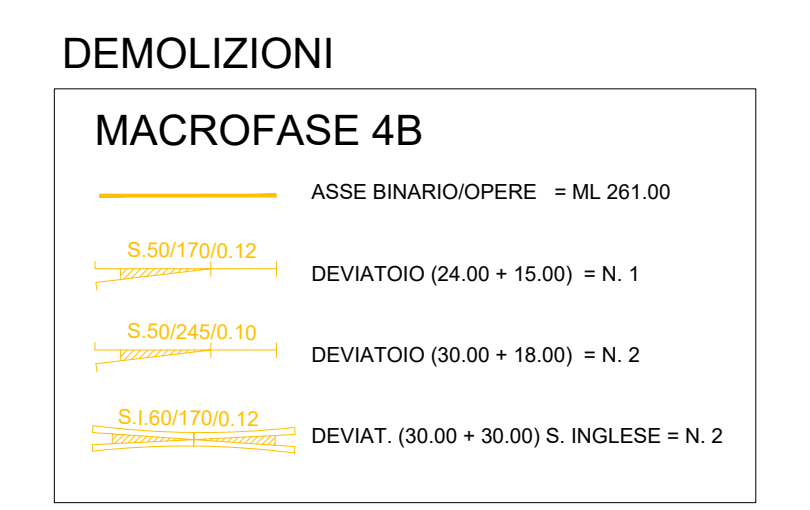 DEMOLIZIONI
MACROFASE 4B
ASSE BINARIO/OPERE = ML 261.00
S.50/170/0.12
DEVIATOIO (24.00 + 15.00) = N. 1
S.50/245/0.10
DEVIATOIO (30.00 + 18.00) = N. 2
S.I.60/170/0.12
DEVIAT. (30.00 + 30.00) S. INGLESE = N. 2